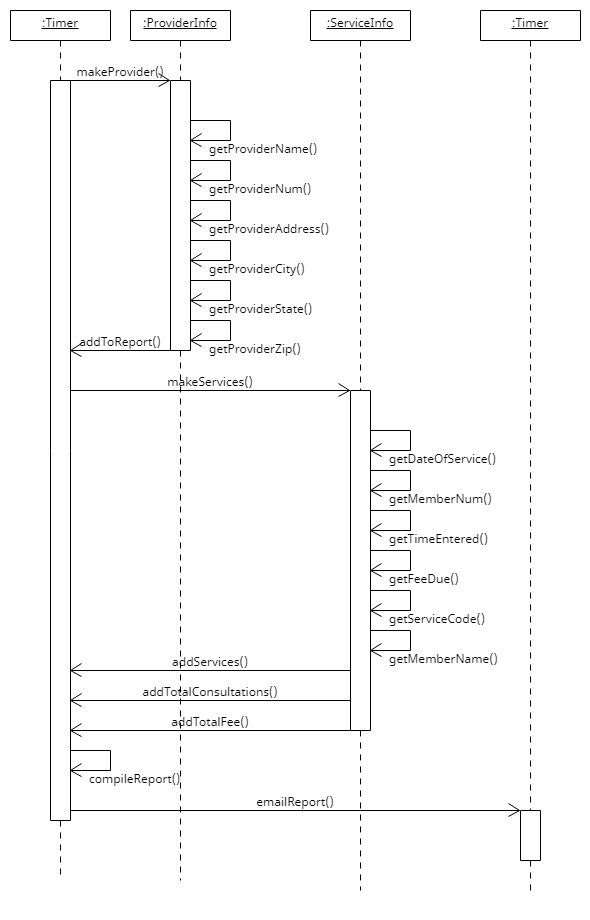 :Timer
:ProviderInfo
:ServiceInfo
:Timer
makeProvider()
getProviderName()
getProviderNum()
getProviderAddress()
getProviderCity()
getProviderState()
addToReport()
getProviderZip()
makeServices()
getDateOfService()
getMemberNum()
getTimeEntered()
getFeeDue()
getServiceCode()
getMemberName()
addServices()
addTotalConsultations()
addTotalFee()
compileReport()
emailReport()